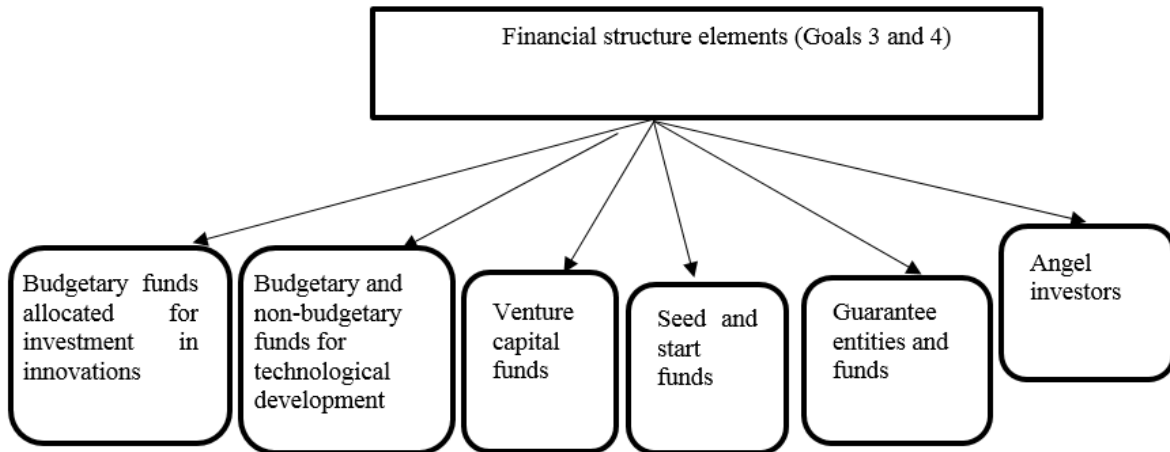 Financial structure elements (Goals 3 and 4)
Budgetary funds
allocated for
investment in
innovations
Budgetary and
non-budgetary
funds for
technological
development
Venture
capital
funds
Seed and
start
funds
Guarantee
entities and
funds
Angel
investors